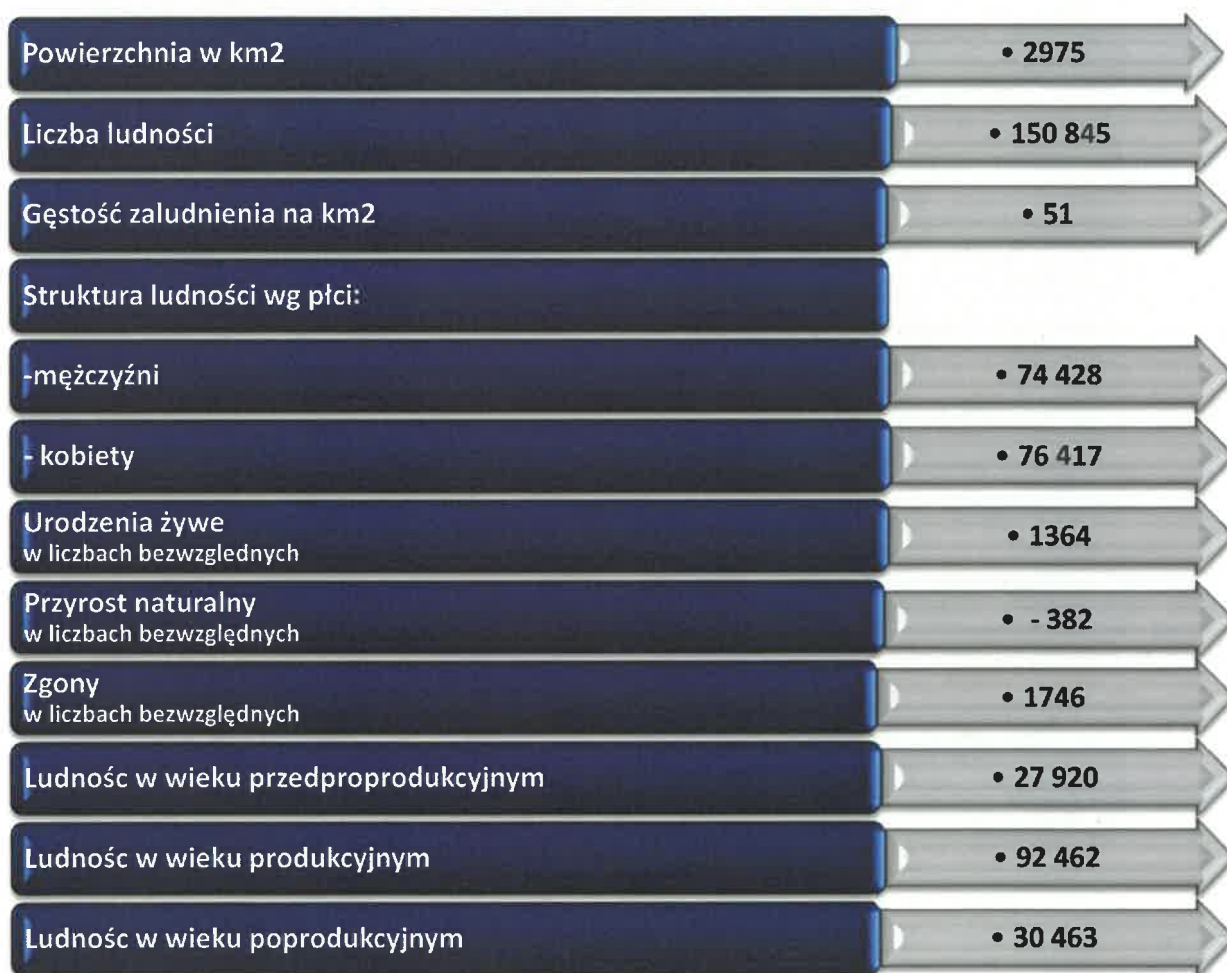 Powierzchnia w km2
• 2975
Liczba ludności
• 150 845
Gęstość zaludnienia na km2
• 51
Struktura ludności wg płci:
-mężczyźni
• 74 428
- kobiety
• 76 417
Urodzenia żywe
w liczbach bezwzglednych
• 1364
Przyrost naturalny
w liczbach bezwzględnych
• - 382
Zgony
w liczbach bezwzględnych
• 1746
Ludnośc w wieku przedproprodukcyjnym
• 27 920
Ludnośc w wieku produkcyjnym
• 92 462
Ludnośc w wieku poprodukcyjnym
• 30 463